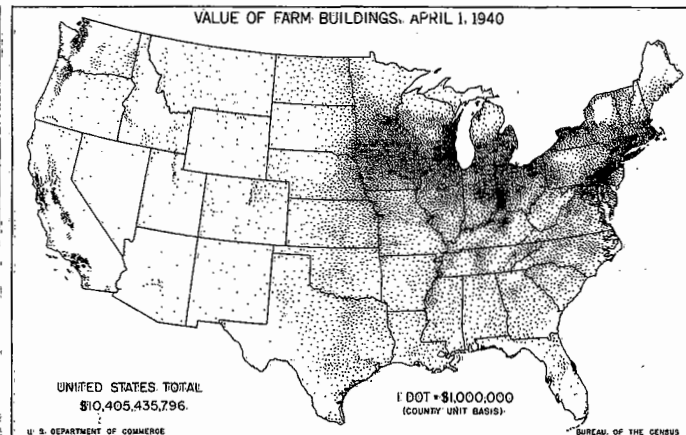 VALUE OF FARM BUILDINGS, APRIL 1, 1940
UNITED STATES TOTAL
$10,405,435,796.
1 DOT = $1,000,000
(COUNTY UNIT BASIS)
U. S. DEPARTMENT OF COMMERCE
BUREAU OF THE CENSUS